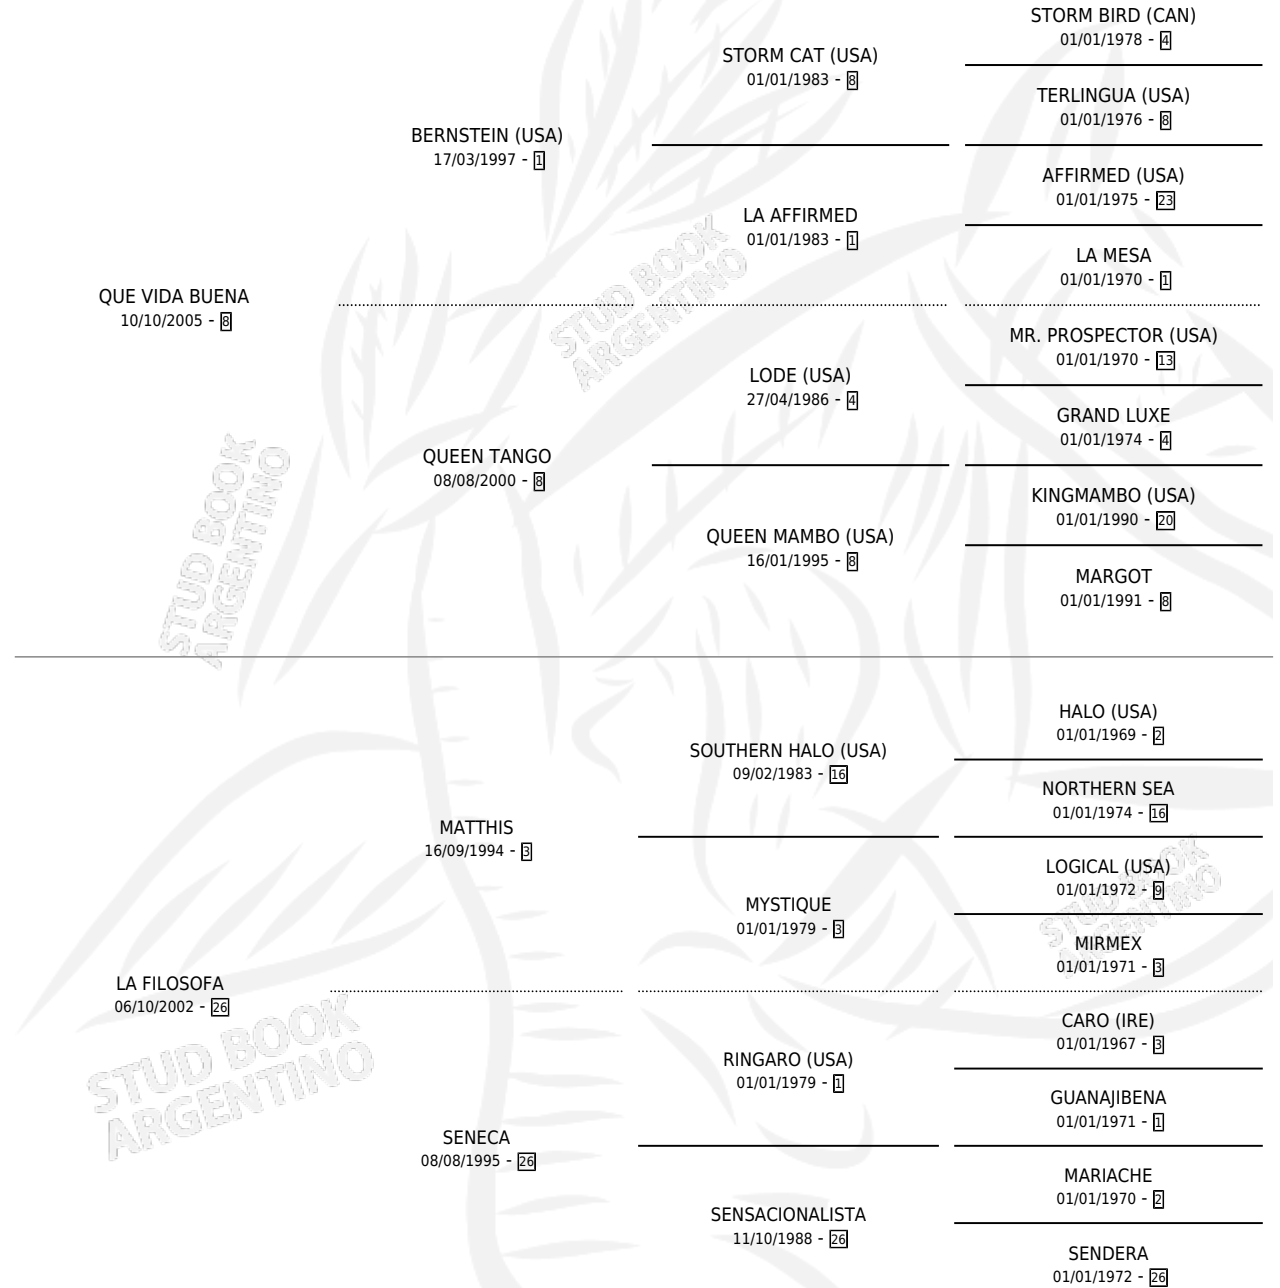 STORM BIRD (CAN)
01/01/1978 - 4
STORM CAT (USA)
01/01/1983 - 8
TERLINGUA (USA)
01/01/1976 - 8
BERNSTEIN (USA)
17/03/1997 - 1
AFFIRMED (USA)
01/01/1975 - 23
LA AFFIRMED
01/01/1983 - 1
LA MESA
01/01/1970 - 1
QUE VIDA BUENA
10/10/2005 - 8
MR. PROSPECTOR (USA)
01/01/1970 - 13
LODE (USA)
27/04/1986 - 4
GRAND LUXE
01/01/1974 - 4
QUEEN TANGO
08/08/2000 - 8
KINGMAMBO (USA)
01/01/1990 - 20
QUEEN MAMBO (USA)
16/01/1995 - 8
MARGOT
01/01/1991 - 8
HALO (USA)
01/01/1969 - 2
SOUTHERN HALO (USA)
09/02/1983 - 16
NORTHERN SEA
01/01/1974 - 16
MATTHIS
16/09/1994 - 3
LOGICAL (USA)
01/01/1972 - 9
MYSTIQUE
01/01/1979 - 3
MIRMEX
01/01/1971 - 3
LA FILOSOFA
06/10/2002 - 26
CARO (IRE)
01/01/1967 - 3
RINGARO (USA)
01/01/1979 - 1
GUANAJIBENA
01/01/1971 - 1
SENECA
08/08/1995 - 26
MARIACHE
01/01/1970 - 2
SENSACIONALISTA
11/10/1988 - 26
SENDERA
01/01/1972 - 26
STUD BOOK
ARGENTINO
STUD BOOK
ARGENTINO
STUD BOOK
ARGENTINO
STUD BOOK
ARGENTINO